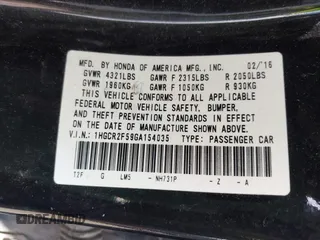 MFD. BY HONDA OF AMERICA MFG., INC. 02/16
GVWR 4321LBS GAWR F 2315LBS R 2050LBS
GVWR 1960KG GAWR F 1050KG R 930KG
THIS VEHICLE CONFORMS TO ALL APPLICABLE
FEDERAL MOTOR VEHICLE SAFETY, BUMPER,
AND THEFT PREVENTION STANDARDS IN EFFECT ON
THE DATE OF MANUFACTURE SHOWN ABOVE.
V.I.N.: 1HGCR2F59GA154035 TYPE: PASSENGER CAR
G LM5 - NH731P - Z - A